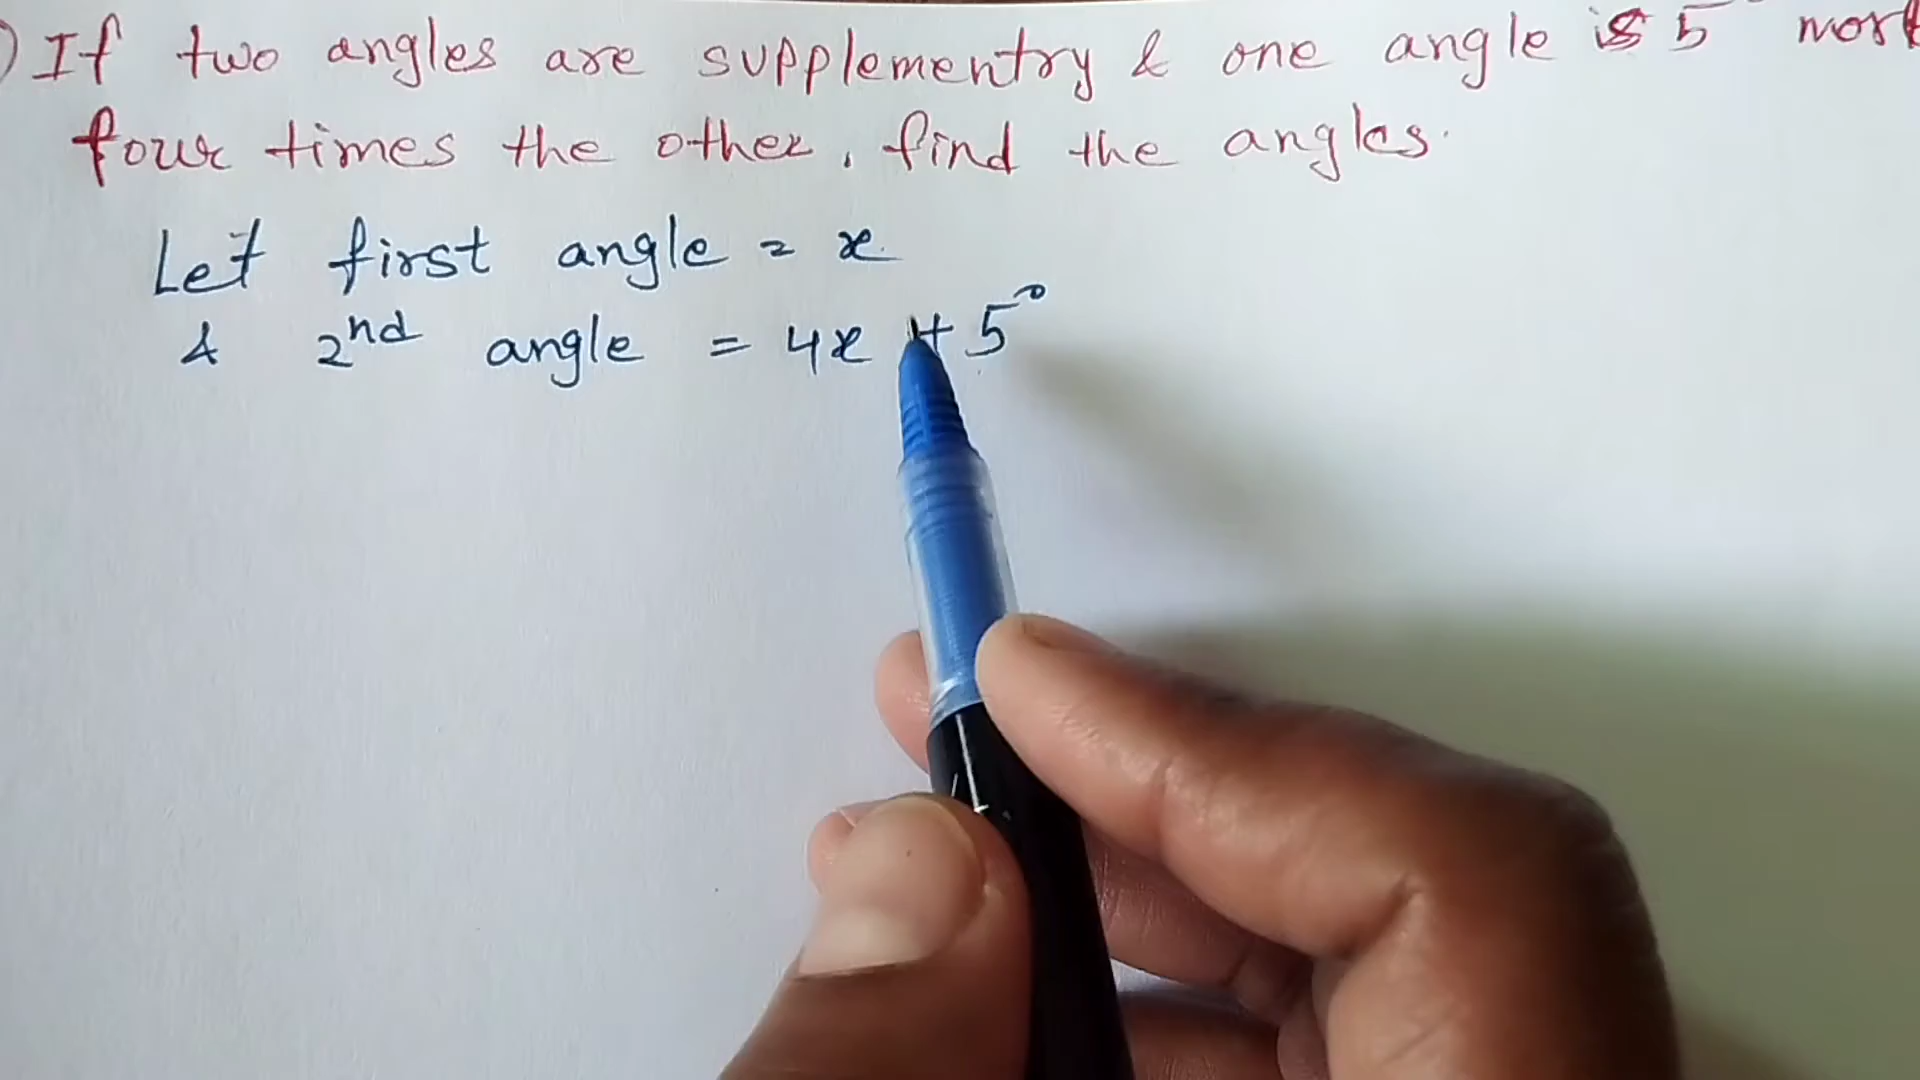 ) If two angles are supplementry & one angle is 5° more
four times the other, find the angles.
Let first angle = x.
& 2nd angle = 4x + 5°